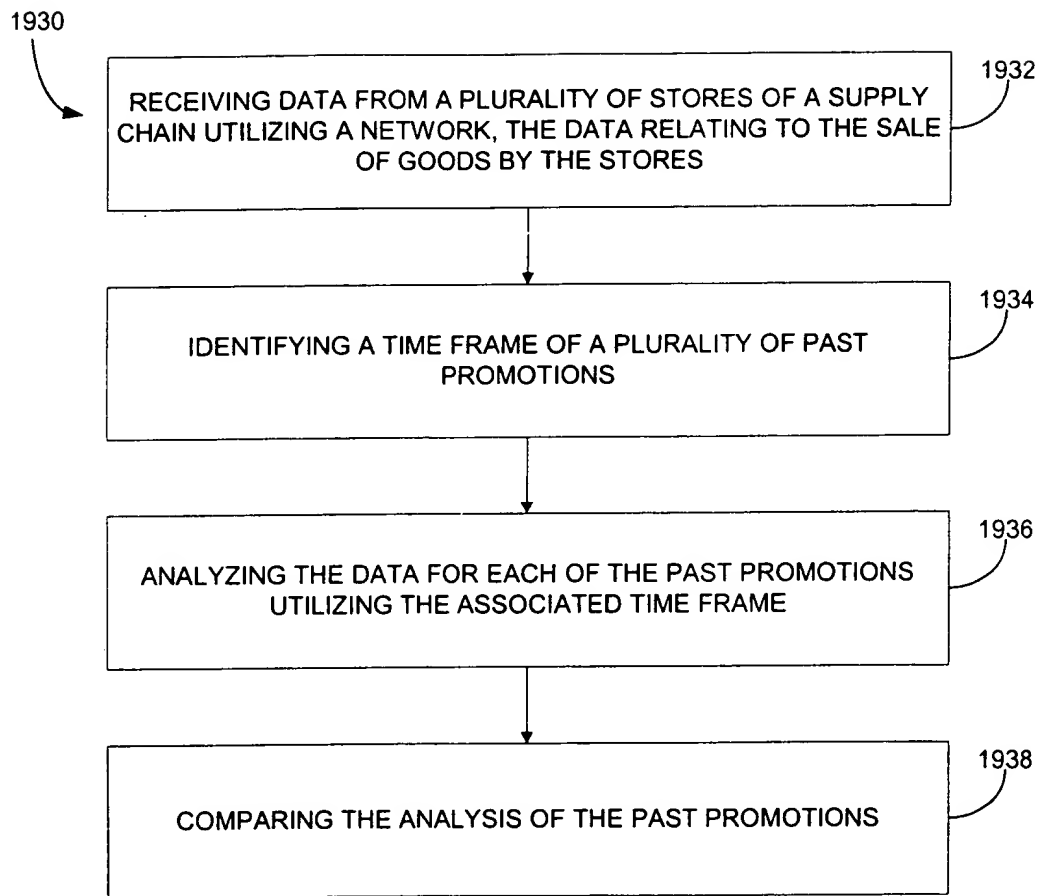 1930
1932
RECEIVING DATA FROM A PLURALITY OF STORES OF A SUPPLY
CHAIN UTILIZING A NETWORK, THE DATA RELATING TO THE SALE
OF GOODS BY THE STORES
1934
IDENTIFYING A TIME FRAME OF A PLURALITY OF PAST
PROMOTIONS
1936
ANALYZING THE DATA FOR EACH OF THE PAST PROMOTIONS
UTILIZING THE ASSOCIATED TIME FRAME
1938
COMPARING THE ANALYSIS OF THE PAST PROMOTIONS